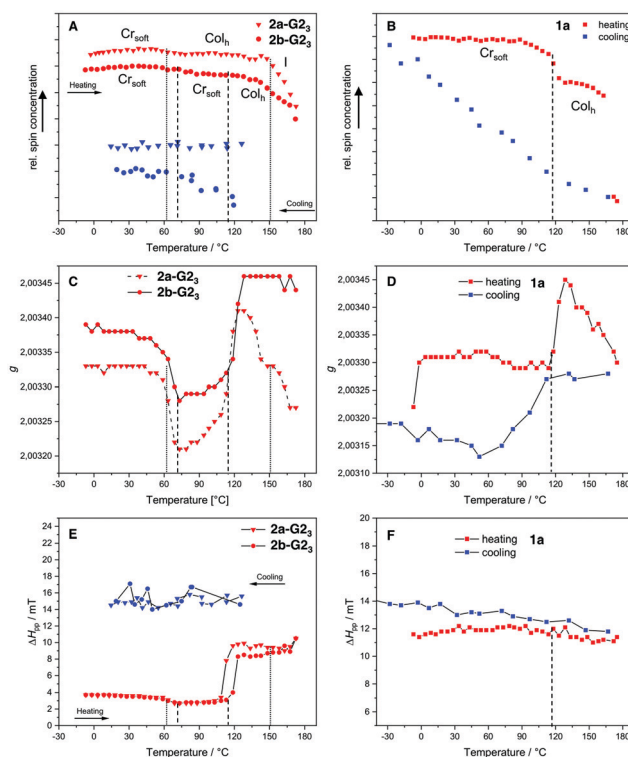 A
2a-G2₃
2b-G2₃
Cr_soft
Col_h
I
Heating
Cr_soft
Cr_soft
Col_h
Cooling
rel. spin concentration
-30 0 30 60 90 120 150 180
Temperature / °C
B
1a
heating
cooling
Cr_soft
Col_h
rel. spin concentration
-30 0 30 60 90 120 150 180
Temperature / °C
C
2a-G2₃
2b-G2₃
2,00345
2,00340
2,00335
2,00330
2,00325
2,00320
g
-30 0 30 60 90 120 150 180
Temperature [°C]
D
1a
heating
cooling
2,00345
2,00340
2,00335
2,00330
2,00325
2,00320
2,00315
2,00310
g
-30 0 30 60 90 120 150 180
Temperature / °C
E
2a-G2₃
2b-G2₃
Cooling
Heating
24
22
20
18
16
14
12
10
8
6
4
2
0
ΔH_pp / mT
-30 0 30 60 90 120 150 180
Temperature / °C
F
1a
heating
cooling
20
18
16
14
12
10
8
6
ΔH_pp / mT
-30 0 30 60 90 120 150 180
Temperature / °C